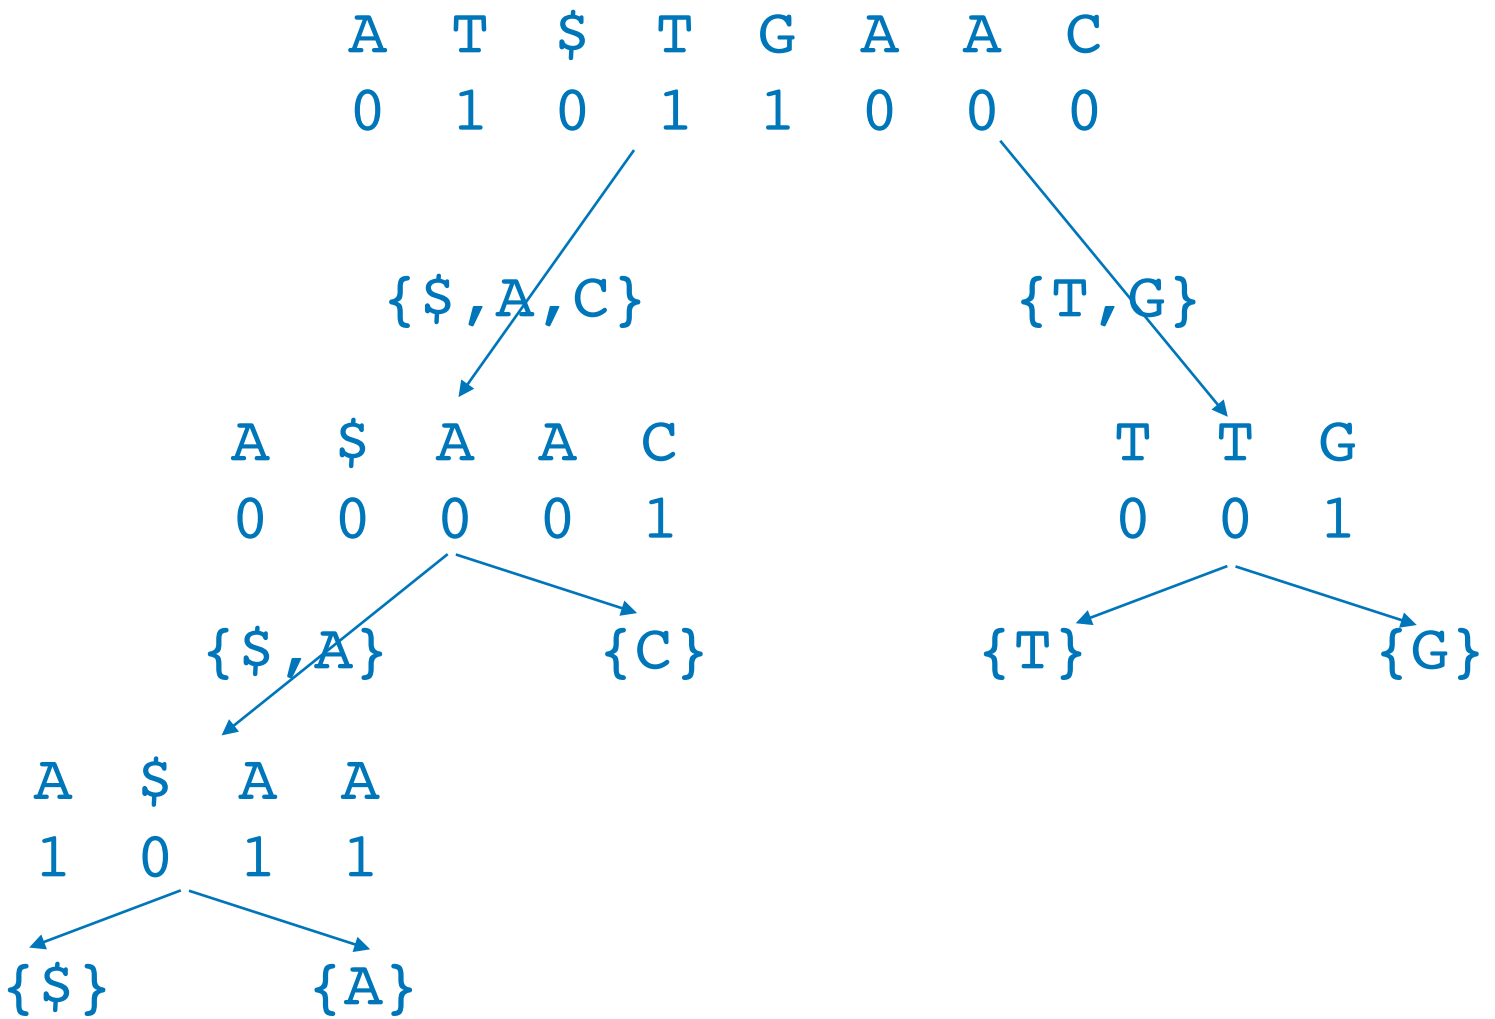 A T $ T G A A C
0 1 0 1 1 0 0 0
{$,A,C} {T,G}
A $ A A C T T G
0 0 0 0 1 0 0 1
{$,A} {C} {T} {G}
A $ A A
1 0 1 1
{$} {A}